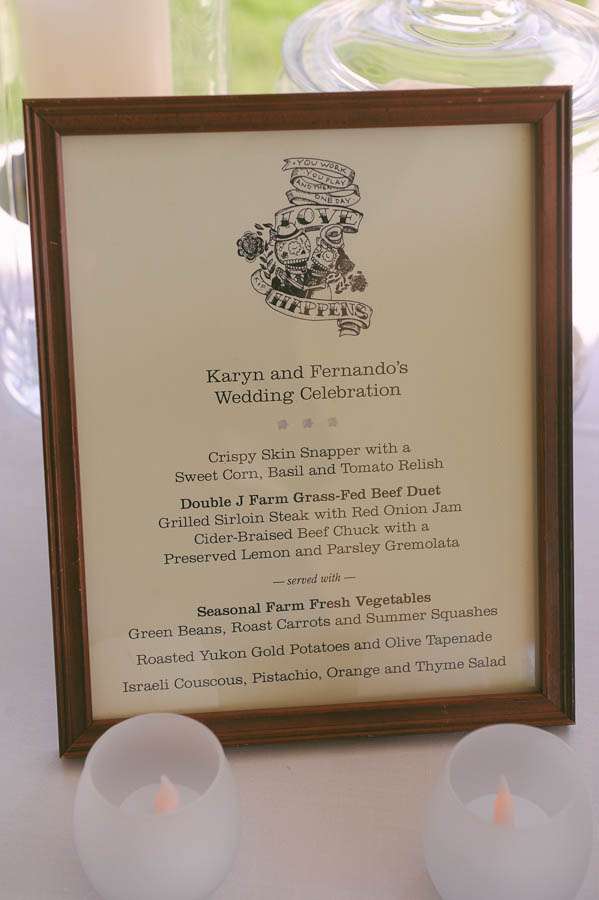 YOU WORK
YOU PLAY
AND THEN
ONE DAY
LOVE
HAPPENS
Karyn and Fernando's
Wedding Celebration
Crispy Skin Snapper with a
Sweet Corn, Basil and Tomato Relish
Double J Farm Grass-Fed Beef Duet
Grilled Sirloin Steak with Red Onion Jam
Cider-Braised Beef Chuck with a
Preserved Lemon and Parsley Gremolata
— served with —
Seasonal Farm Fresh Vegetables
Green Beans, Roast Carrots and Summer Squashes
Roasted Yukon Gold Potatoes and Olive Tapenade
Israeli Couscous, Pistachio, Orange and Thyme Salad